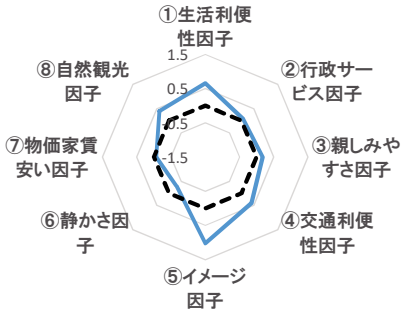 ①生活利便
性因子
②行政サー
ビス因子
③親しみや
すさ因子
④交通利便
性因子
⑤イメージ
因子
⑥静かさ因
子
⑦物価家賃
安い因子
⑧自然観光
因子
1.5
0.5
-0.5
-1.5